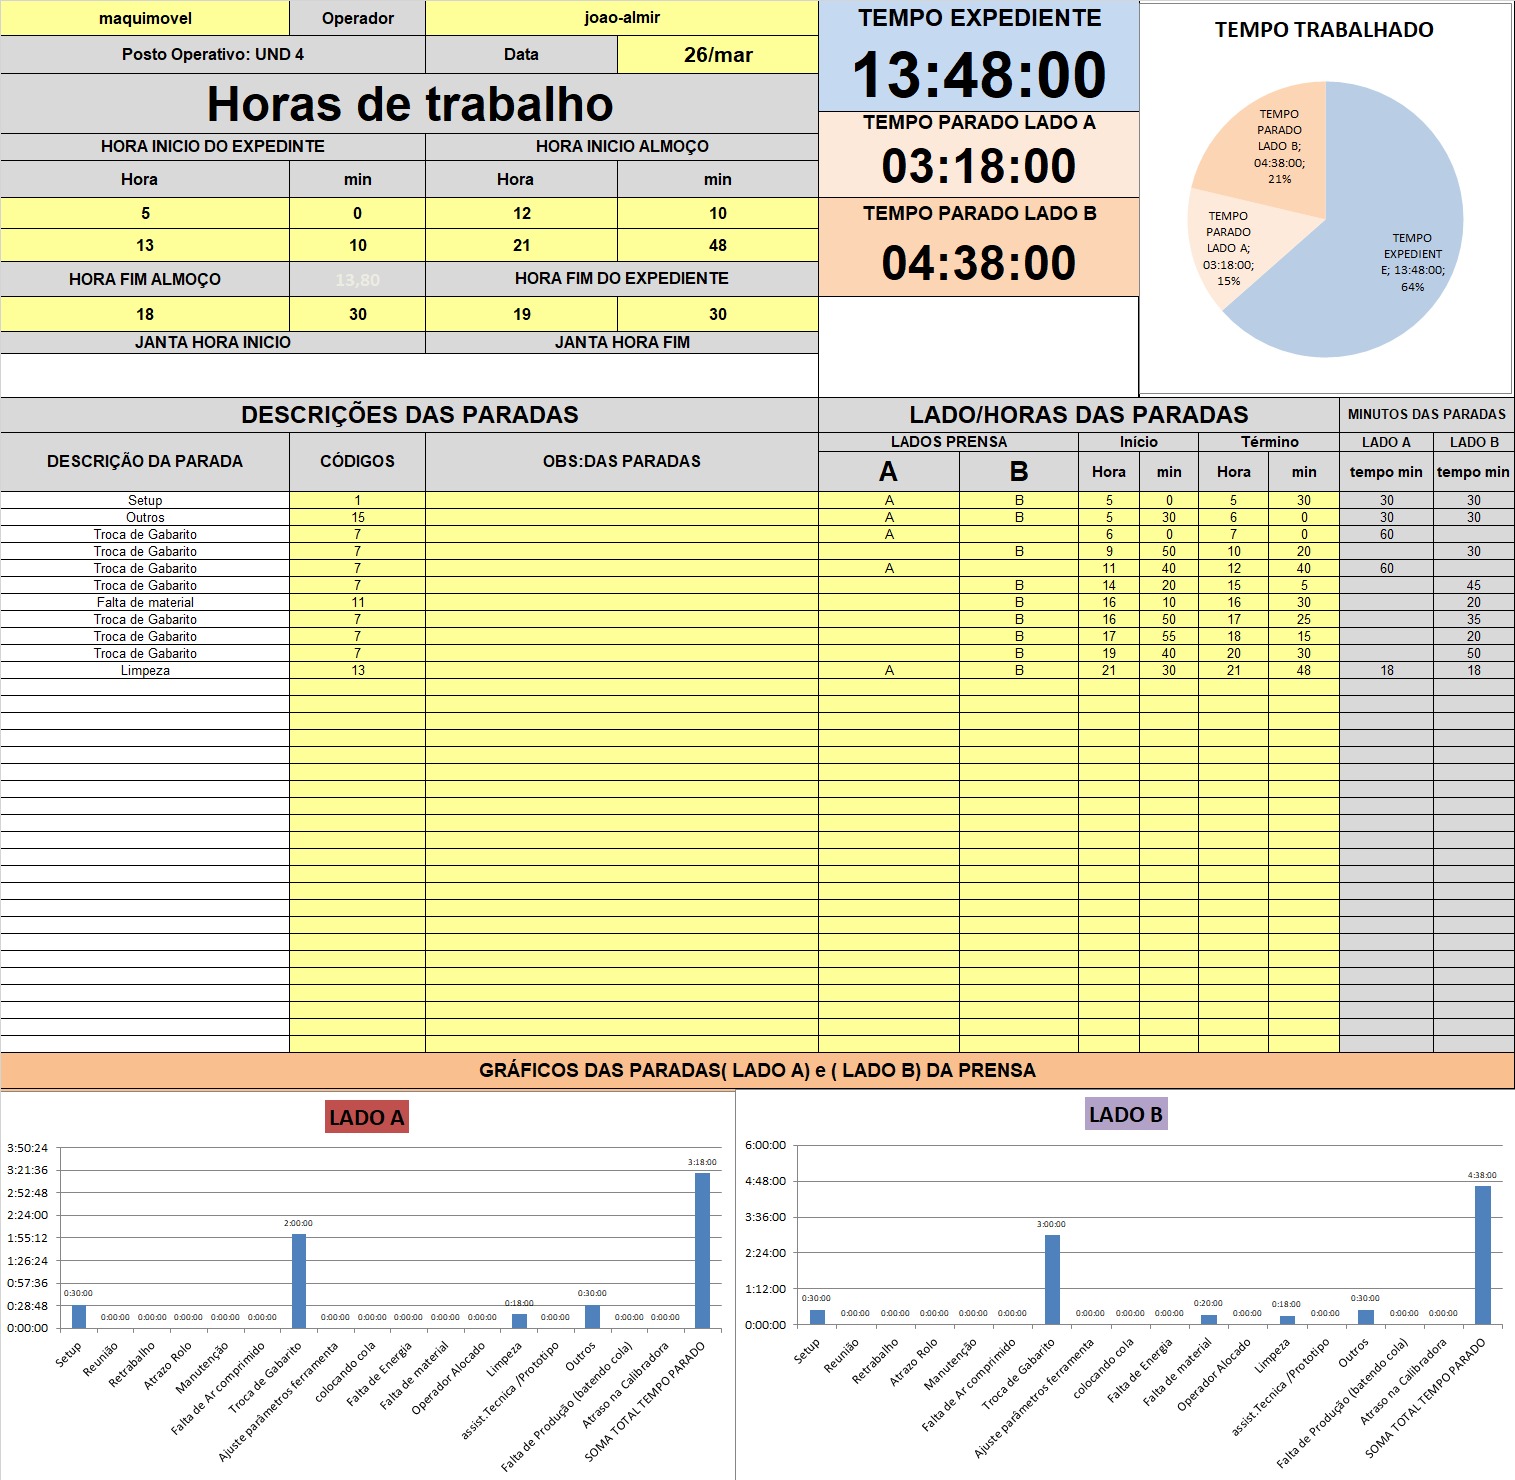 maquimovel Operador joao-almir
Posto Operativo: UND 4 Data 26/mar
Horas de trabalho
HORA INICIO DO EXPEDINTE HORA INICIO ALMOÇO
Hora min Hora min
5 0 12 10
13 10 21 48
HORA FIM ALMOÇO 13,80 HORA FIM DO EXPEDIENTE
18 30 19 30
JANTA HORA INICIO JANTA HORA FIM
TEMPO EXPEDIENTE
13:48:00
TEMPO PARADO LADO A
03:18:00
TEMPO PARADO LADO B
04:38:00
TEMPO TRABALHADO
TEMPO
PARADO
LADO B;
04:38:00;
21%
TEMPO
PARADO
LADO A;
03:18:00;
15%
TEMPO
EXPEDIENT
E; 13:48:00;
64%
DESCRIÇÕES DAS PARADAS LADO/HORAS DAS PARADAS MINUTOS DAS PARADAS
DESCRIÇÃO DA PARADA CÓDIGOS OBS:DAS PARADAS LADOS PRENSA Início Término LADO A LADO B
A B Hora min Hora min tempo min tempo min
Setup 1 A B 5 0 5 30 30 30
Outros 15 A B 5 30 6 0 30 30
Troca de Gabarito 7 A 6 0 7 0 60
Troca de Gabarito 7 B 9 50 10 20 30
Troca de Gabarito 7 A 11 40 12 40 60
Troca de Gabarito 7 B 14 20 15 5 45
Falta de material 11 B 16 10 16 30 20
Troca de Gabarito 7 B 16 50 17 25 35
Troca de Gabarito 7 B 17 55 18 15 20
Troca de Gabarito 7 B 19 40 20 30 50
Limpeza 13 A B 21 30 21 48 18 18
GRÁFICOS DAS PARADAS( LADO A) e ( LADO B) DA PRENSA
LADO A
3:50:24
3:21:36
2:52:48
2:24:00
1:55:12
1:26:24
0:57:36
0:28:48
0:00:00
0:30:00 0:00:00 0:00:00 0:00:00 0:00:00 0:00:00 2:00:00 0:00:00 0:00:00 0:00:00 0:00:00 0:00:00 0:18:00 0:00:00 0:30:00 0:00:00 0:00:00 3:18:00
Setup
Reunião
Retrabalho
Atrazo Rolo
Manutenção
Falta de Ar comprimido
Troca de Gabarito
Ajuste parâmetros ferramenta
colocando cola
Falta de Energia
Falta de material
Operador Alocado
Limpeza
assist.Tecnica /Prototipo
Outros
Falta de Produção (batendo cola)
Atraso na Calibradora
SOMA TOTAL TEMPO PARADO
LADO B
6:00:00
4:48:00
3:36:00
2:24:00
1:12:00
0:00:00
0:30:00 0:00:00 0:00:00 0:00:00 0:00:00 0:00:00 3:00:00 0:00:00 0:00:00 0:00:00 0:20:00 0:00:00 0:18:00 0:00:00 0:30:00 0:00:00 0:00:00 4:38:00
Setup
Reunião
Retrabalho
Atrazo Rolo
Manutenção
Falta de Ar comprimido
Troca de Gabarito
Ajuste parâmetros ferramenta
colocando cola
Falta de Energia
Falta de material
Operador Alocado
Limpeza
assist.Tecnica /Prototipo
Outros
Falta de Produção (batendo cola)
Atraso na Calibradora
SOMA TOTAL TEMPO PARADO